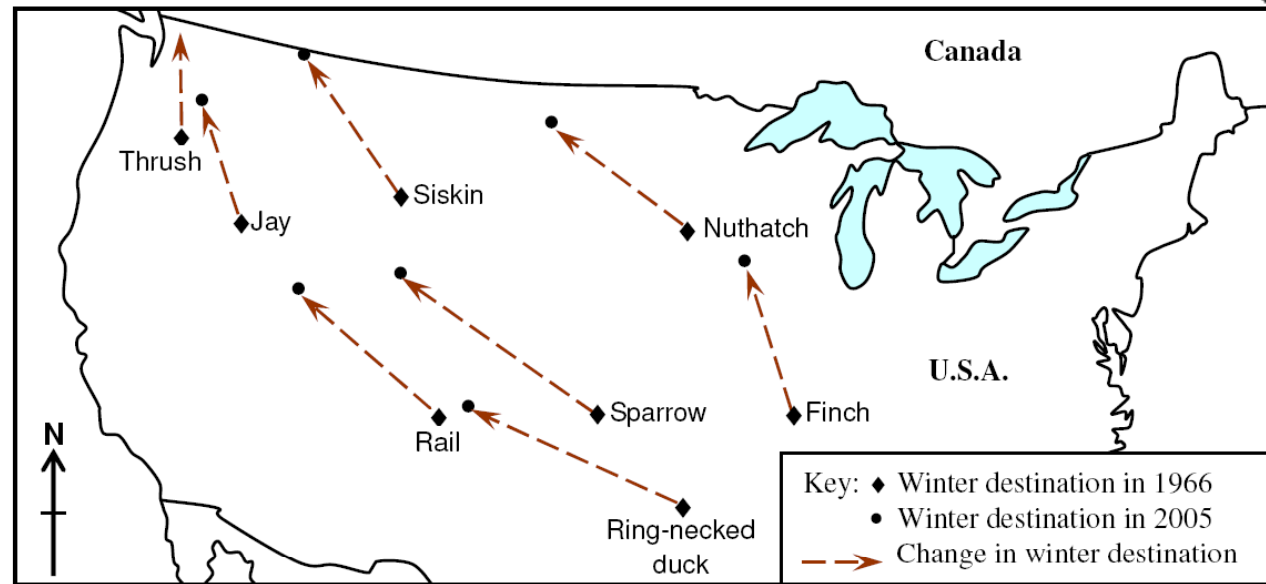 Canada
Thrush
Siskin
Jay
Nuthatch
U.S.A.
Sparrow
Finch
Rail
N
Ring-necked
duck
Key: ♦ Winter destination in 1966
● Winter destination in 2005
Change in winter destination